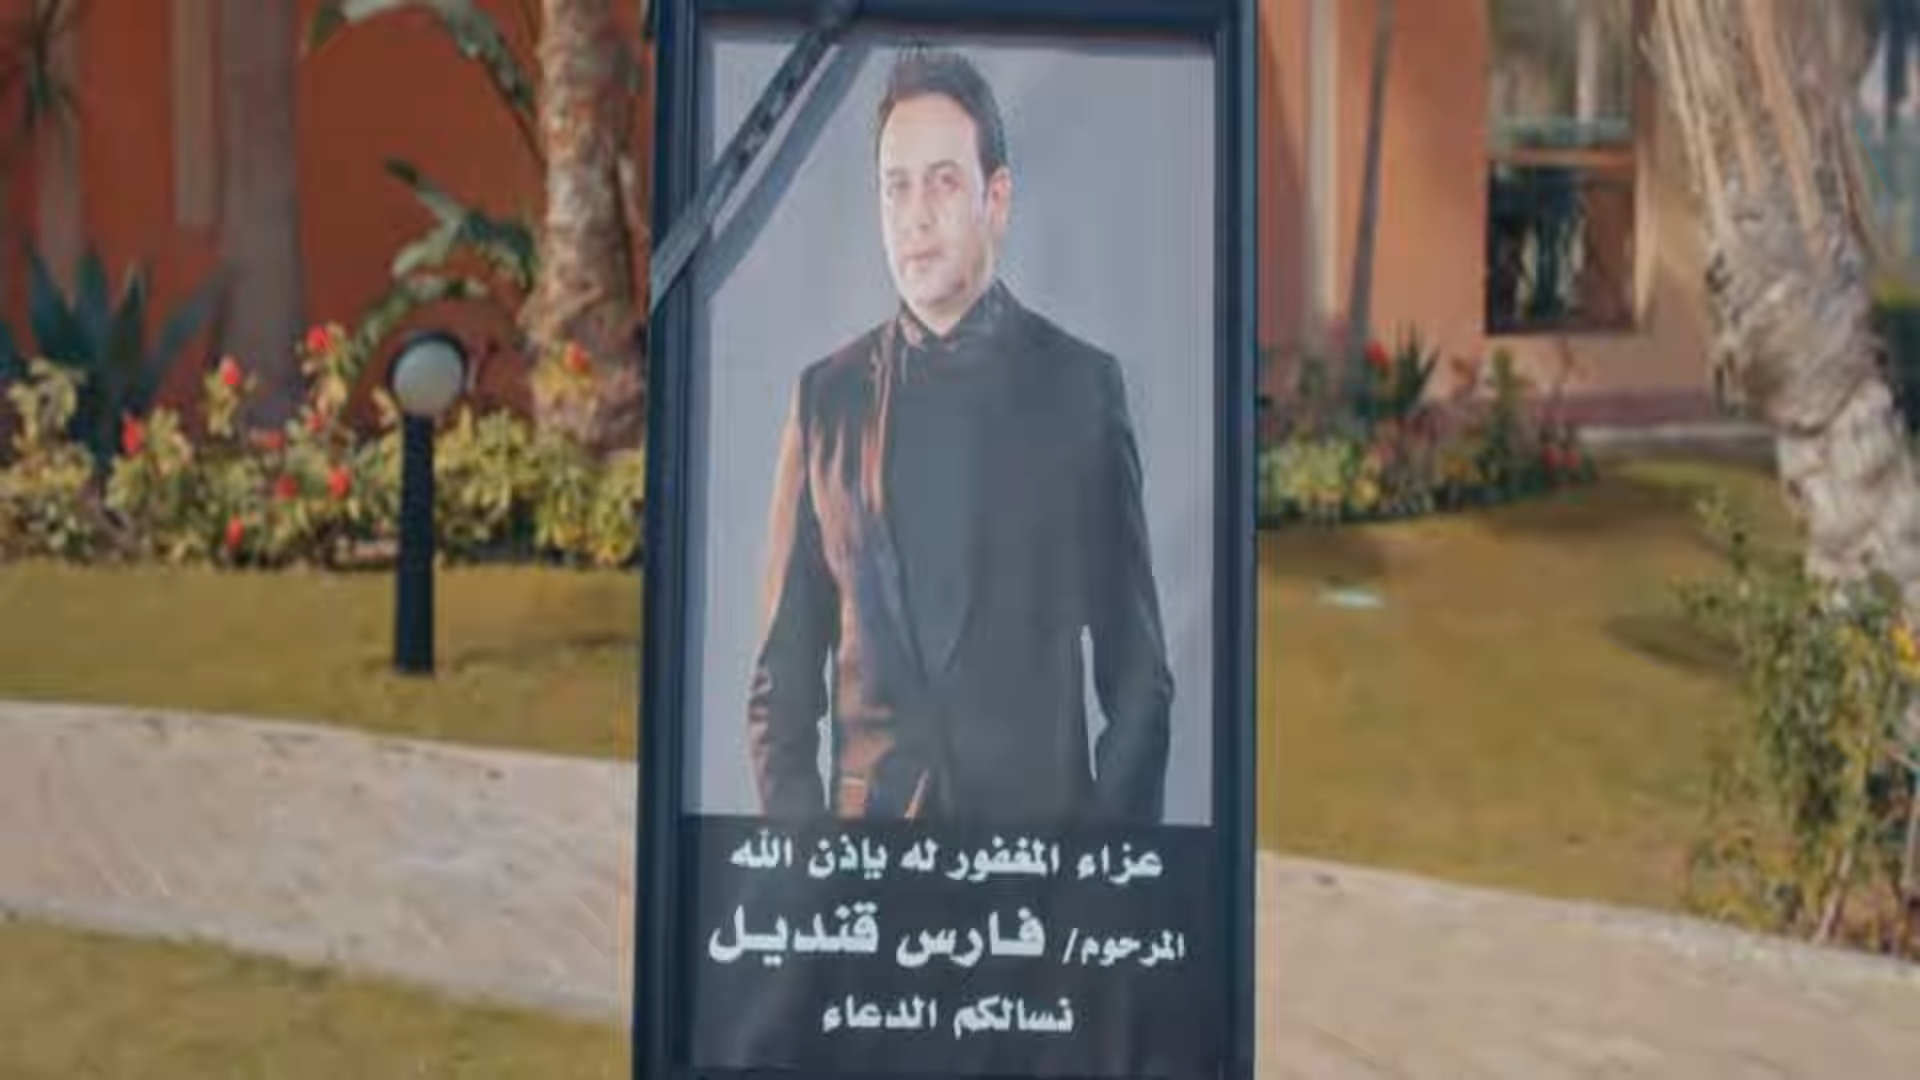 عزاء المغفور له بإذن الله
المرحوم/ فارس قنديل
نسالكم الدعاء